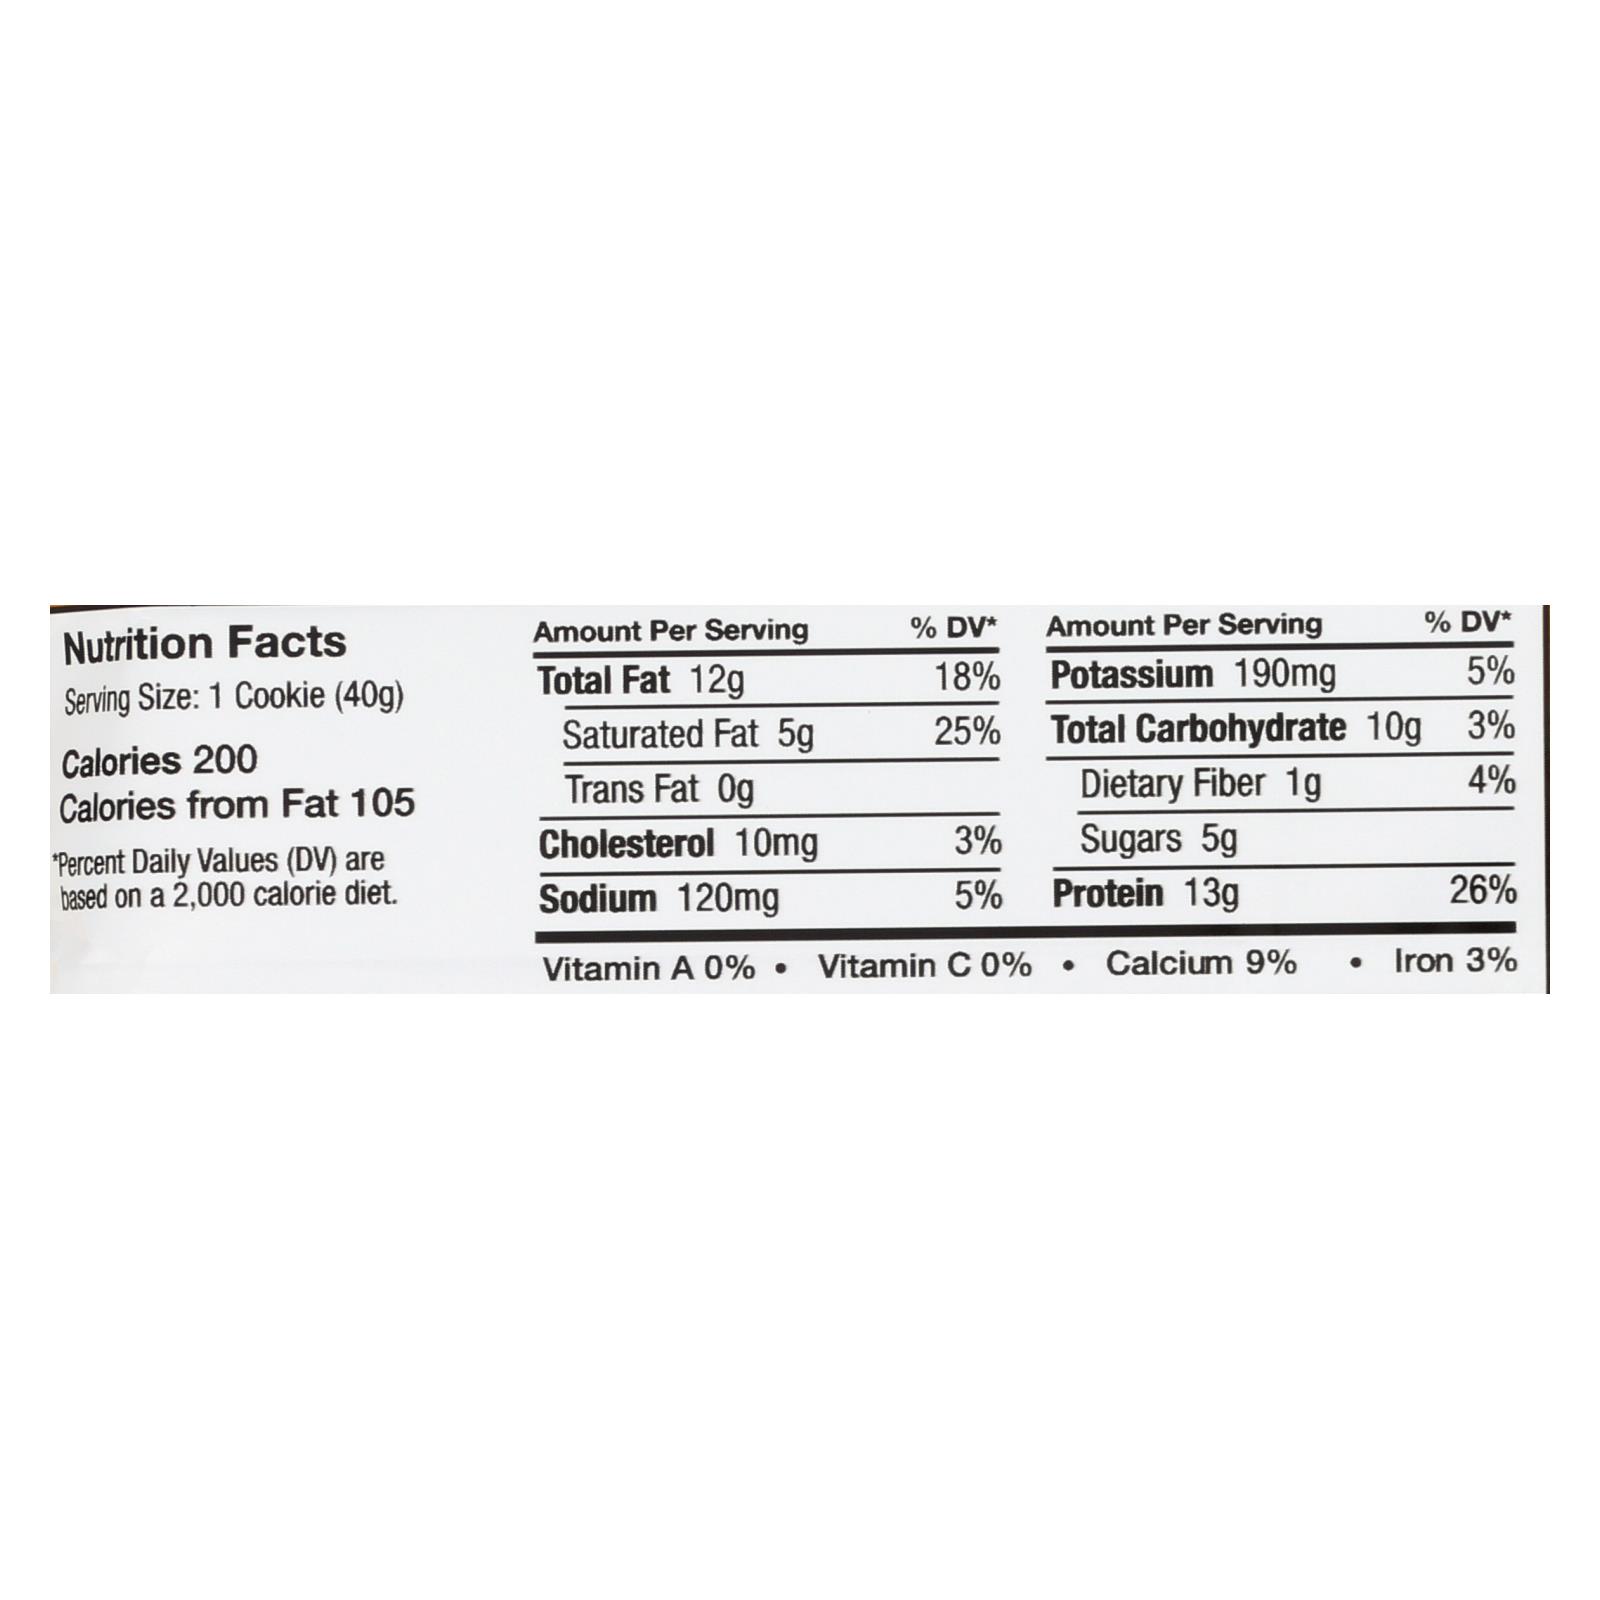 Nutrition Facts
Serving Size: 1 Cookie (40g)
Calories 200
Calories from Fat 105
*Percent Daily Values (DV) are
based on a 2,000 calorie diet.
Amount Per Serving % DV*
Total Fat 12g 18%
Saturated Fat 5g 25%
Trans Fat 0g
Cholesterol 10mg 3%
Sodium 120mg 5%
Amount Per Serving % DV*
Potassium 190mg 5%
Total Carbohydrate 10g 3%
Dietary Fiber 1g 4%
Sugars 5g
Protein 13g 26%
Vitamin A 0% • Vitamin C 0% • Calcium 9% • Iron 3%